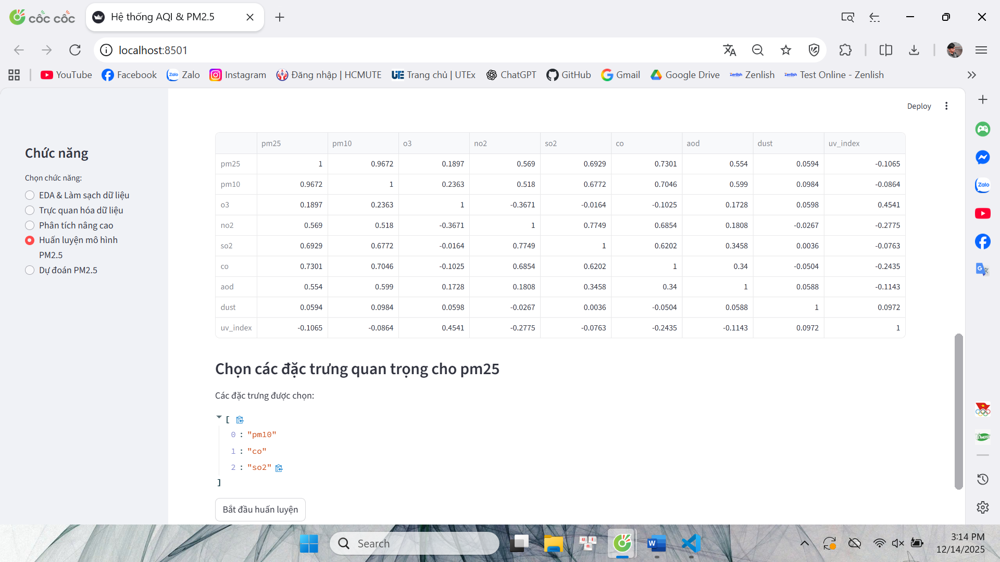 cốc cốc
Hệ thống AQI & PM2.5
localhost:8501
YouTube
Facebook
Zalo
Instagram
Đăng nhập | HCMUTE
Trang chủ | UTEx
ChatGPT
GitHub
Gmail
Google Drive
Zenlish
Test Online - Zenlish
Deploy
Chức năng
Chọn chức năng:
EDA & Làm sạch dữ liệu
Trực quan hóa dữ liệu
Phân tích nâng cao
Huấn luyện mô hình
PM2.5
Dự đoán PM2.5
pm25 pm10 o3 no2 so2 co aod dust uv_index
pm25 1 0.9672 0.1897 0.569 0.6929 0.7301 0.554 0.0594 -0.1065
pm10 0.9672 1 0.2363 0.518 0.6772 0.7046 0.599 0.0984 -0.0864
o3 0.1897 0.2363 1 -0.3671 -0.0164 -0.1025 0.1728 0.0598 0.4541
no2 0.569 0.518 -0.3671 1 0.7749 0.6854 0.1808 -0.0267 -0.2775
so2 0.6929 0.6772 -0.0164 0.7749 1 0.6202 0.3458 0.0036 -0.0763
co 0.7301 0.7046 -0.1025 0.6854 0.6202 1 0.34 -0.0504 -0.2435
aod 0.554 0.599 0.1728 0.1808 0.3458 0.34 1 0.0588 -0.1143
dust 0.0594 0.0984 0.0598 -0.0267 0.0036 -0.0504 0.0588 1 0.0972
uv_index -0.1065 -0.0864 0.4541 -0.2775 -0.0763 -0.2435 -0.1143 0.0972 1
Chọn các đặc trưng quan trọng cho pm25
Các đặc trưng được chọn:
[
0 : "pm10"
1 : "co"
2 : "so2"
]
Bắt đầu huấn luyện
Search
3:14 PM
12/14/2025